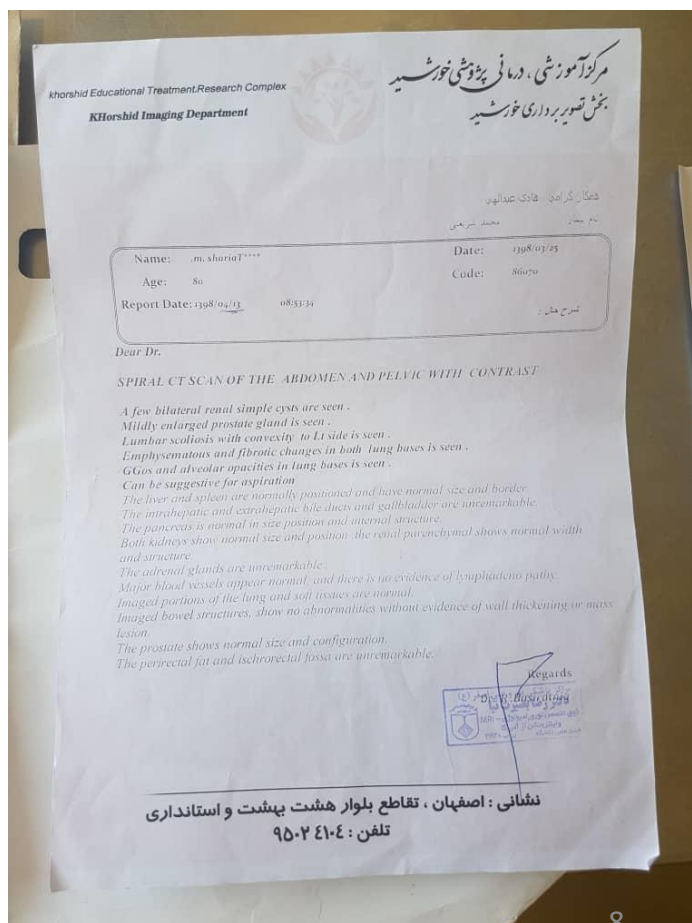 مرکز آموزشی ، درمانی پژوهشی خورشید
khorshid Educational Treatment.Research Complex
بخش تصویر برداری خورشید
KHorshid Imaging Department
همکار گرامی
محمد شریعتی
Name: .m. shariaT****
Date: 1398/03/25
Age: 80
Code: 86070
Report Date: 1398/04/13 08:53:34
Dear Dr.
SPIRAL CT SCAN OF THE ABDOMEN AND PELVIC WITH CONTRAST
A few bilateral renal simple cysts are seen .
Mildly enlarged prostate gland is seen .
Lumbar scoliosis with convexity to Lt side is seen .
Emphysematous and fibrotic changes in both lung bases is seen .
GGos and alveolar opacities in lung bases is seen .
Can be suggestive for aspiration
The liver and spleen are normally positioned and have normal size and border.
The intrahepatic and extrahepatic bile ducts and gallbladder are unremarkable.
The pancreas is normal in size position and internal structure.
Both kidneys show normal size and position .the renal parenchymal shows normal width
and structure.
The adrenal glands are unremarkable .
Major blood vessels appear normal, and there is no evidence of lymphadeno pathy.
Imaged portions of the lung and soft tissues are normal.
Imaged bowel structures, show no abnormalities without evidence of wall thickening or mass
lesion.
The prostate shows normal size and configuration.
The perirectal fat and ischrorectal fossa are unremarkable.
Regards
نشانی : اصفهان ، تقاطع بلوار هشت بهشت و استانداری
تلفن : ۹۵۰۲ ۴۱۰۴
8